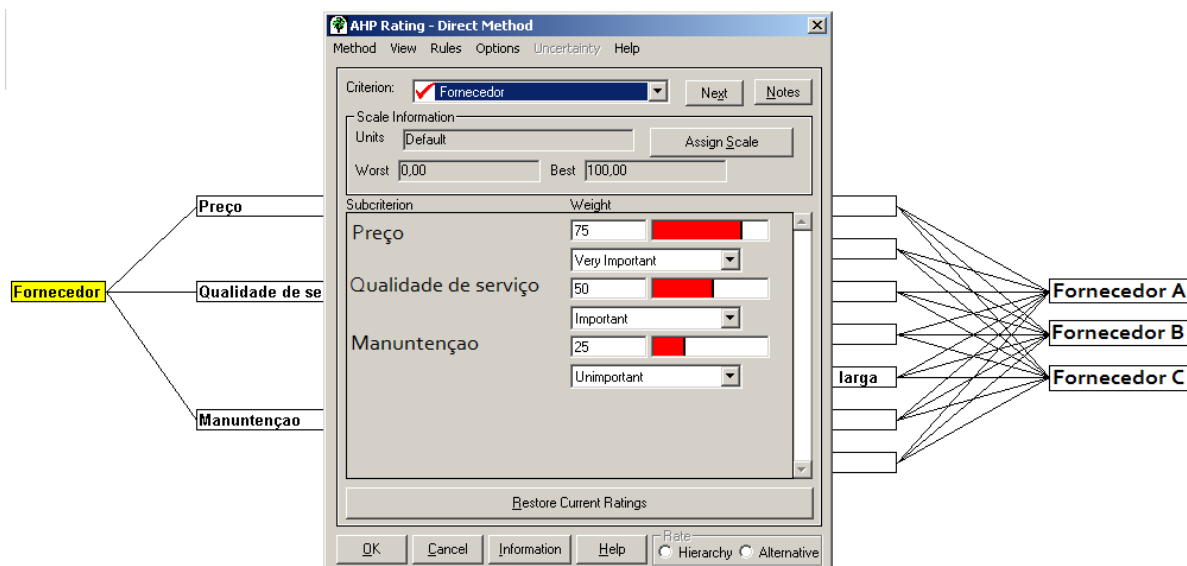 AHP Rating - Direct Method
Method View Rules Options Uncertainty Help
Criterion: Fornecedor Next Notes
Scale Information
Units Default Assign Scale
Worst 0,00 Best 100,00
Subcriterion Weight
Preço 75
Very Important
Qualidade de serviço 50
Important
Manuntençao 25
Unimportant
Restore Current Ratings
OK Cancel Information Help
Rate
Hierarchy Alternative
Fornecedor
Preço
Qualidade de se
Manuntençao
larga
Fornecedor A
Fornecedor B
Fornecedor C